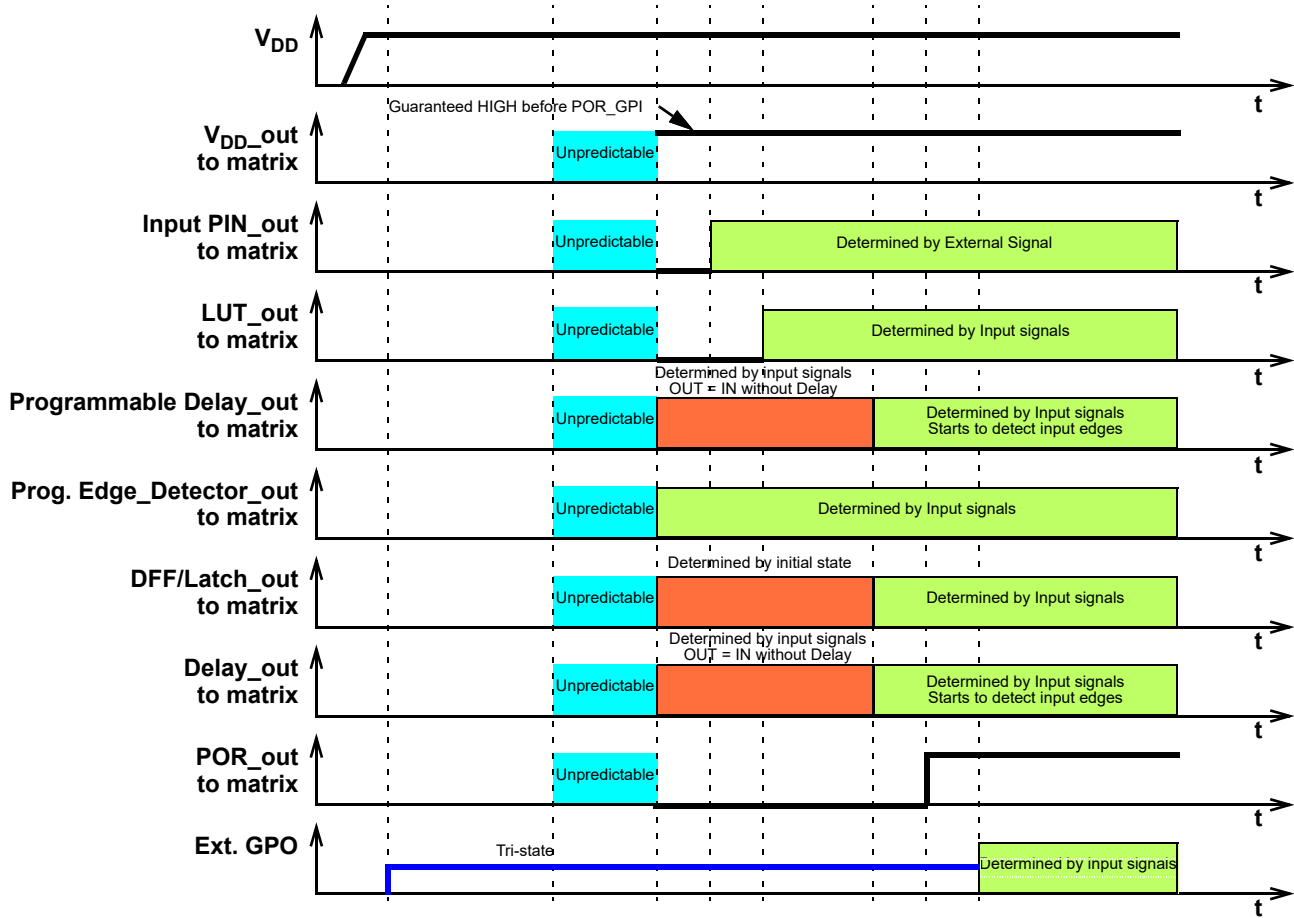 VDD
t
Guaranteed HIGH before POR_GPI
VDD_out
to matrix
Unpredictable
t
Input PIN_out
to matrix
Unpredictable
Determined by External Signal
t
LUT_out
to matrix
Unpredictable
Determined by Input signals
t
Determined by input signals
OUT = IN without Delay
Programmable Delay_out
to matrix
Unpredictable
Determined by Input signals
Starts to detect input edges
t
Prog. Edge_Detector_out
to matrix
Unpredictable
Determined by Input signals
t
Determined by initial state
DFF/Latch_out
to matrix
Unpredictable
Determined by Input signals
t
Determined by input signals
OUT = IN without Delay
Delay_out
to matrix
Unpredictable
Determined by Input signals
Starts to detect input edges
t
POR_out
to matrix
Unpredictable
t
Ext. GPO
Tri-state
Determined by input signals
t